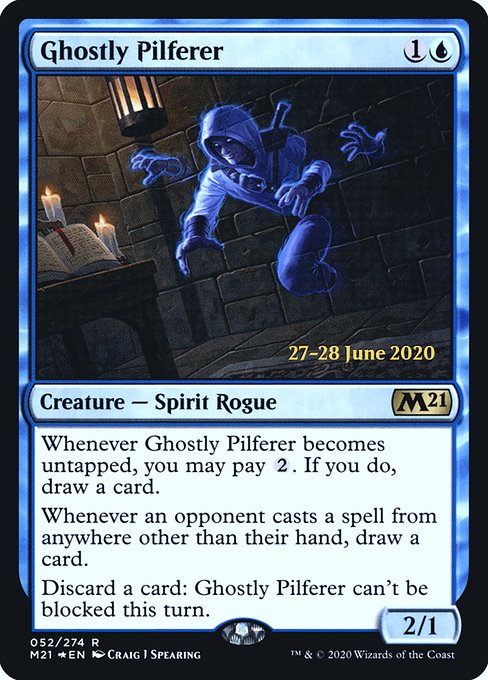 Ghostly Pilferer 1
27–28 June 2020
Creature — Spirit Rogue M21
Whenever Ghostly Pilferer becomes
untapped, you may pay 2. If you do,
draw a card.
Whenever an opponent casts a spell from
anywhere other than their hand, draw a
card.
Discard a card: Ghostly Pilferer can't be
blocked this turn.
2/1
052/274 R
M21 ★ EN Craig J Spearing ™ & © 2020 Wizards of the Coast